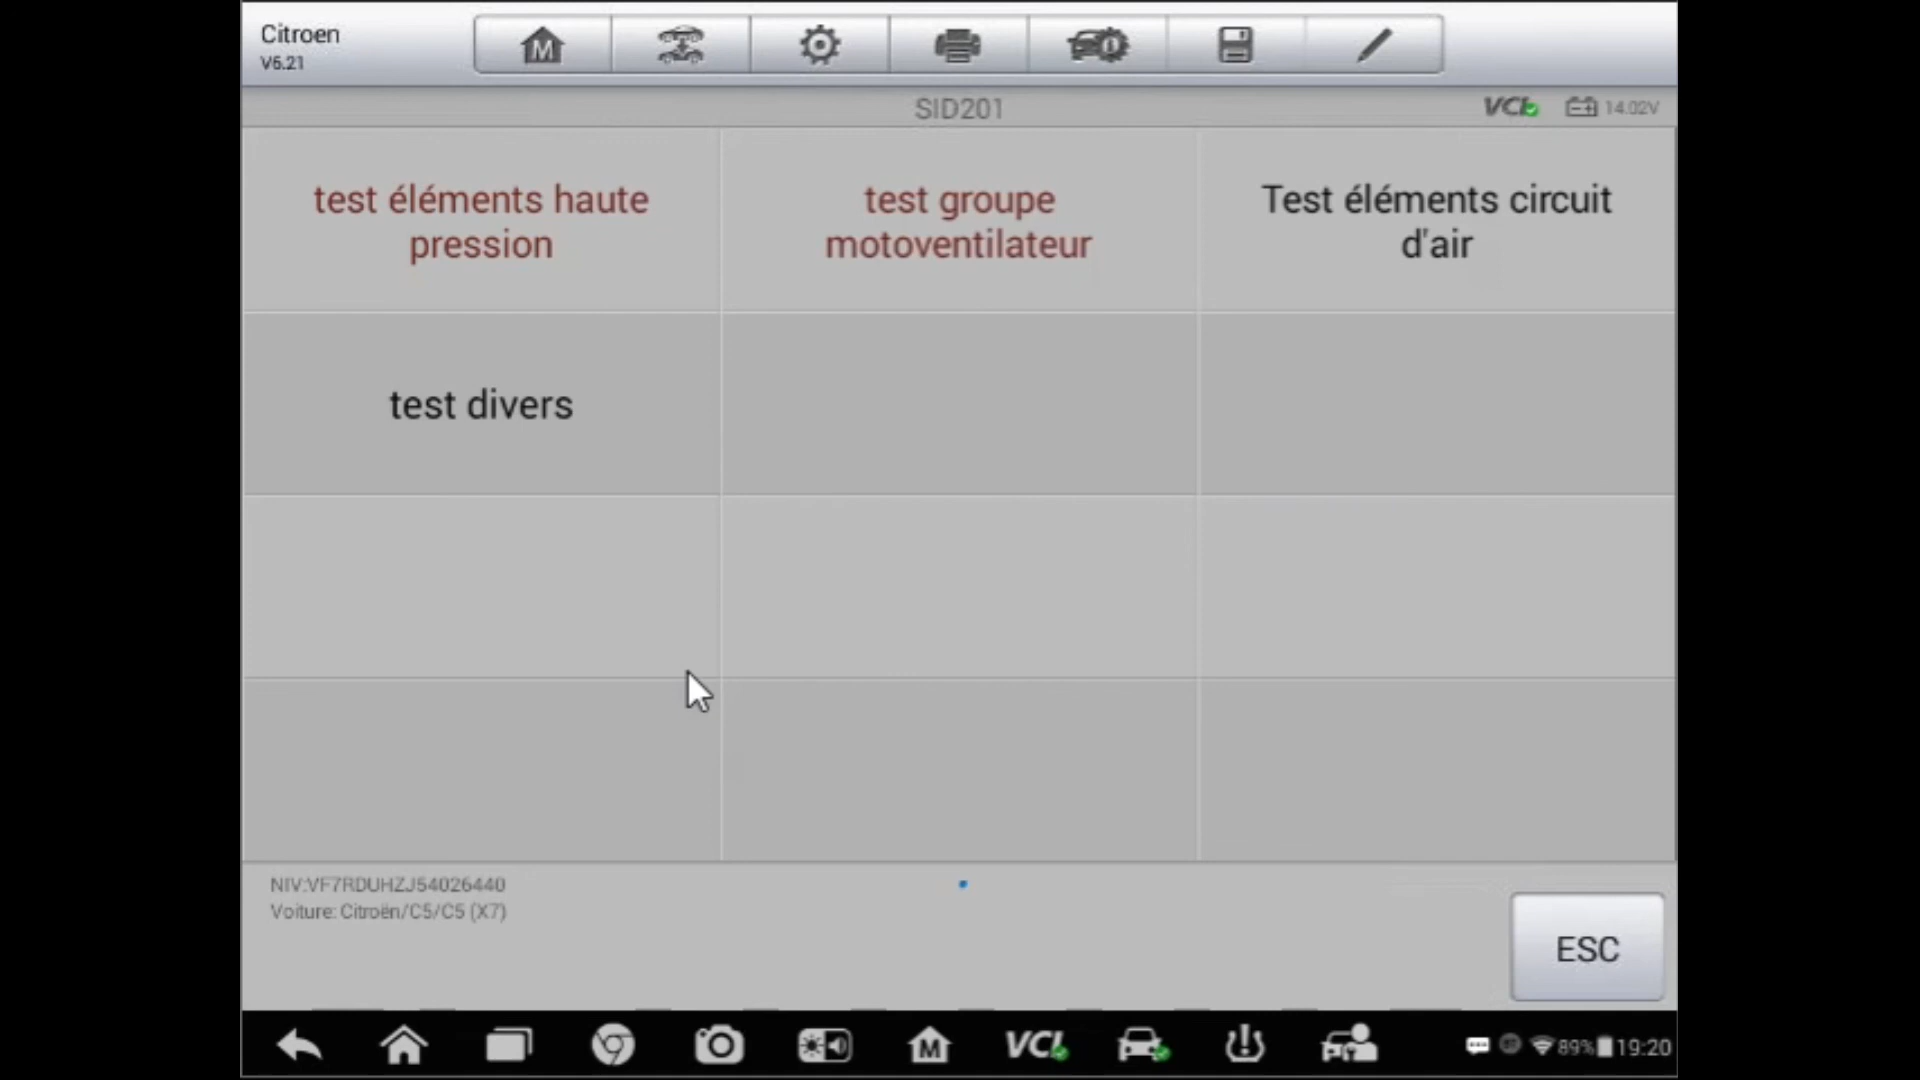 Citroen
V6.21
SID201
VCI
14.02V
test éléments haute
pression
test groupe
motoventilateur
Test éléments circuit
d'air
test divers
NIV:VF7RDUHZJ54026440
Voiture: Citroën/C5/C5 (X7)
ESC
VCI
89%
19:20